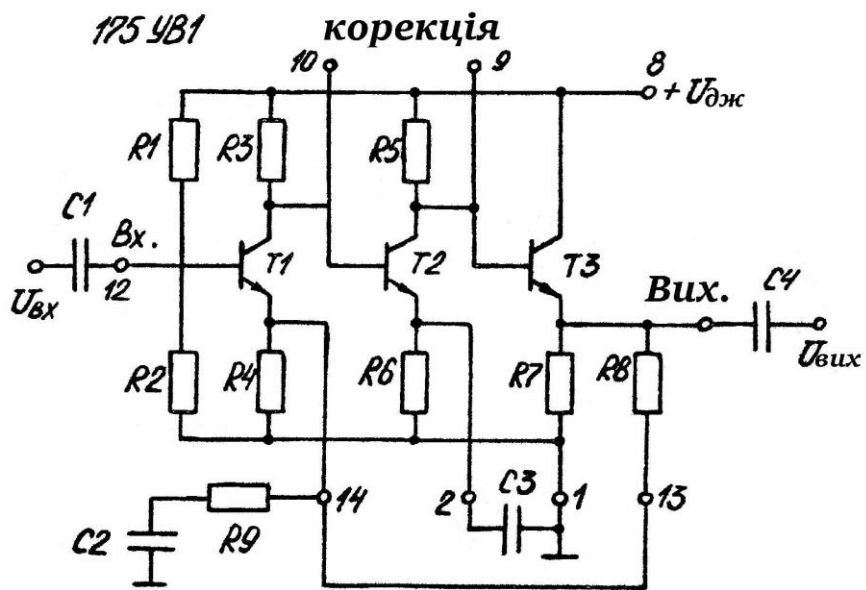 175 УВ1
корекція
10
9
8
+ Uдж
R1
R3
R5
C1
Вх.
T1
T2
T3
Вих.
C4
Uвх
12
Uвих
R2
R4
R6
R7
R8
14
2
C3
1
13
C2
R9